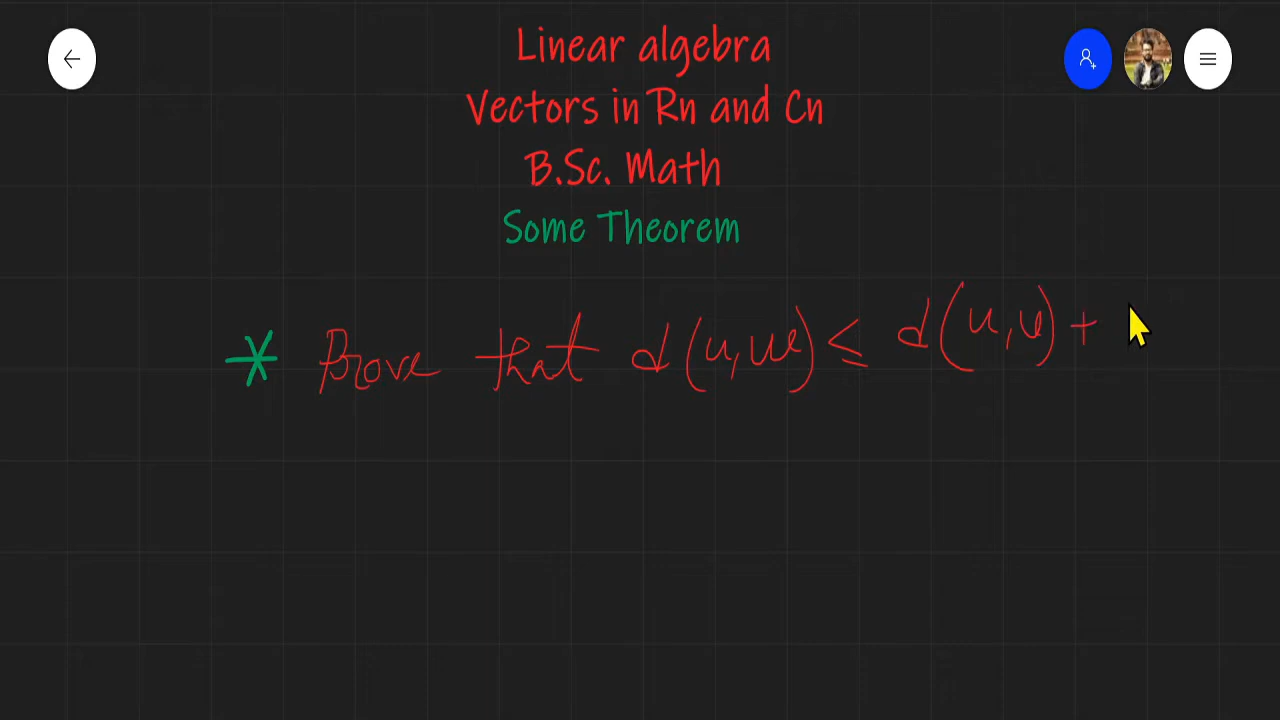 Linear algebra
Vectors in Rn and Cn
B.Sc. Math
Some Theorem
* Prove that d(u,w) ≤ d(u,v) +